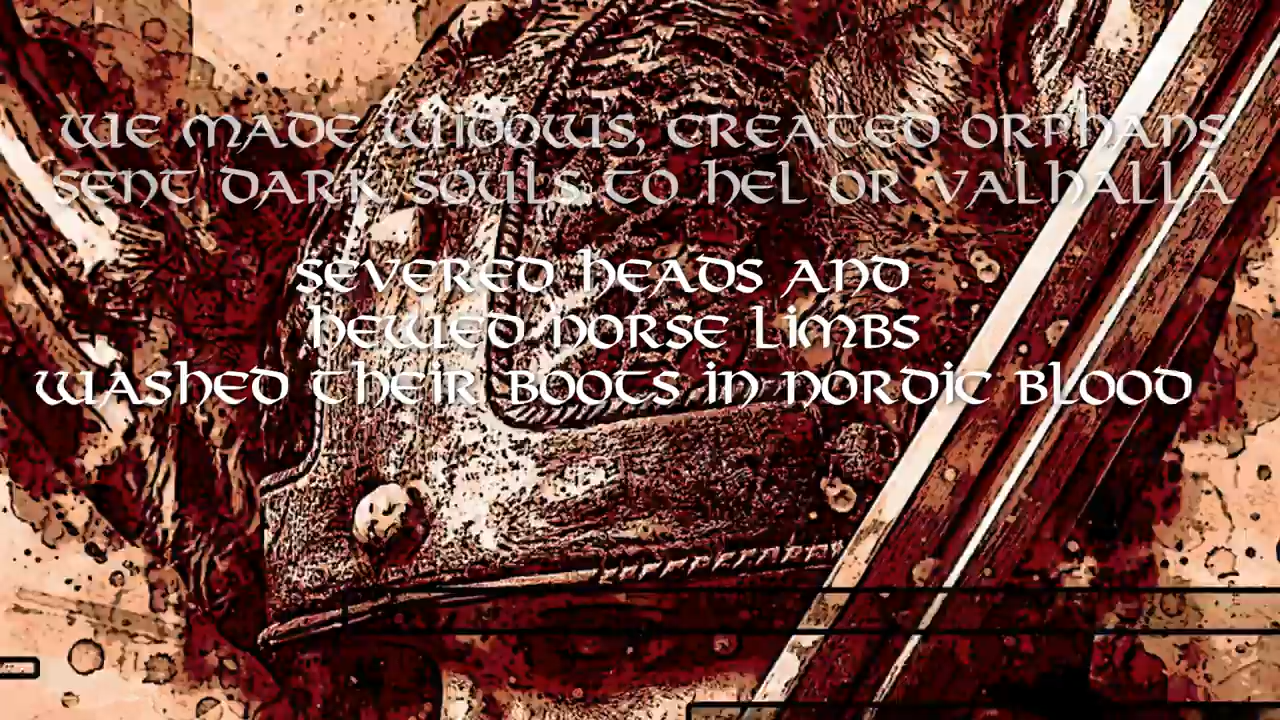 WE MADE WIDOWS, CREATED ORPHANS
SENT DARK SOULS TO HEL OR VALHALLA
SEVERED HEADS AND
HEWED HORSE LIMBS
WASHED THEIR BOOTS IN NORDIC BLOOD